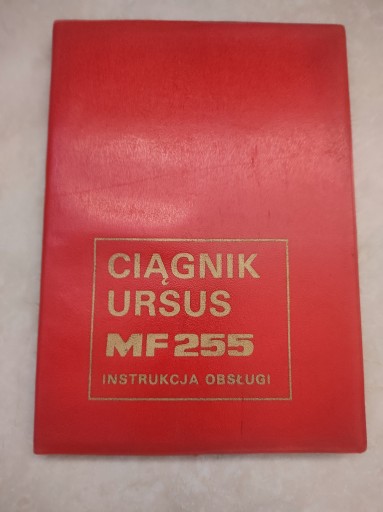 CIĄGNIK
URSUS
MF 255
INSTRUKCJA OBSŁUGI